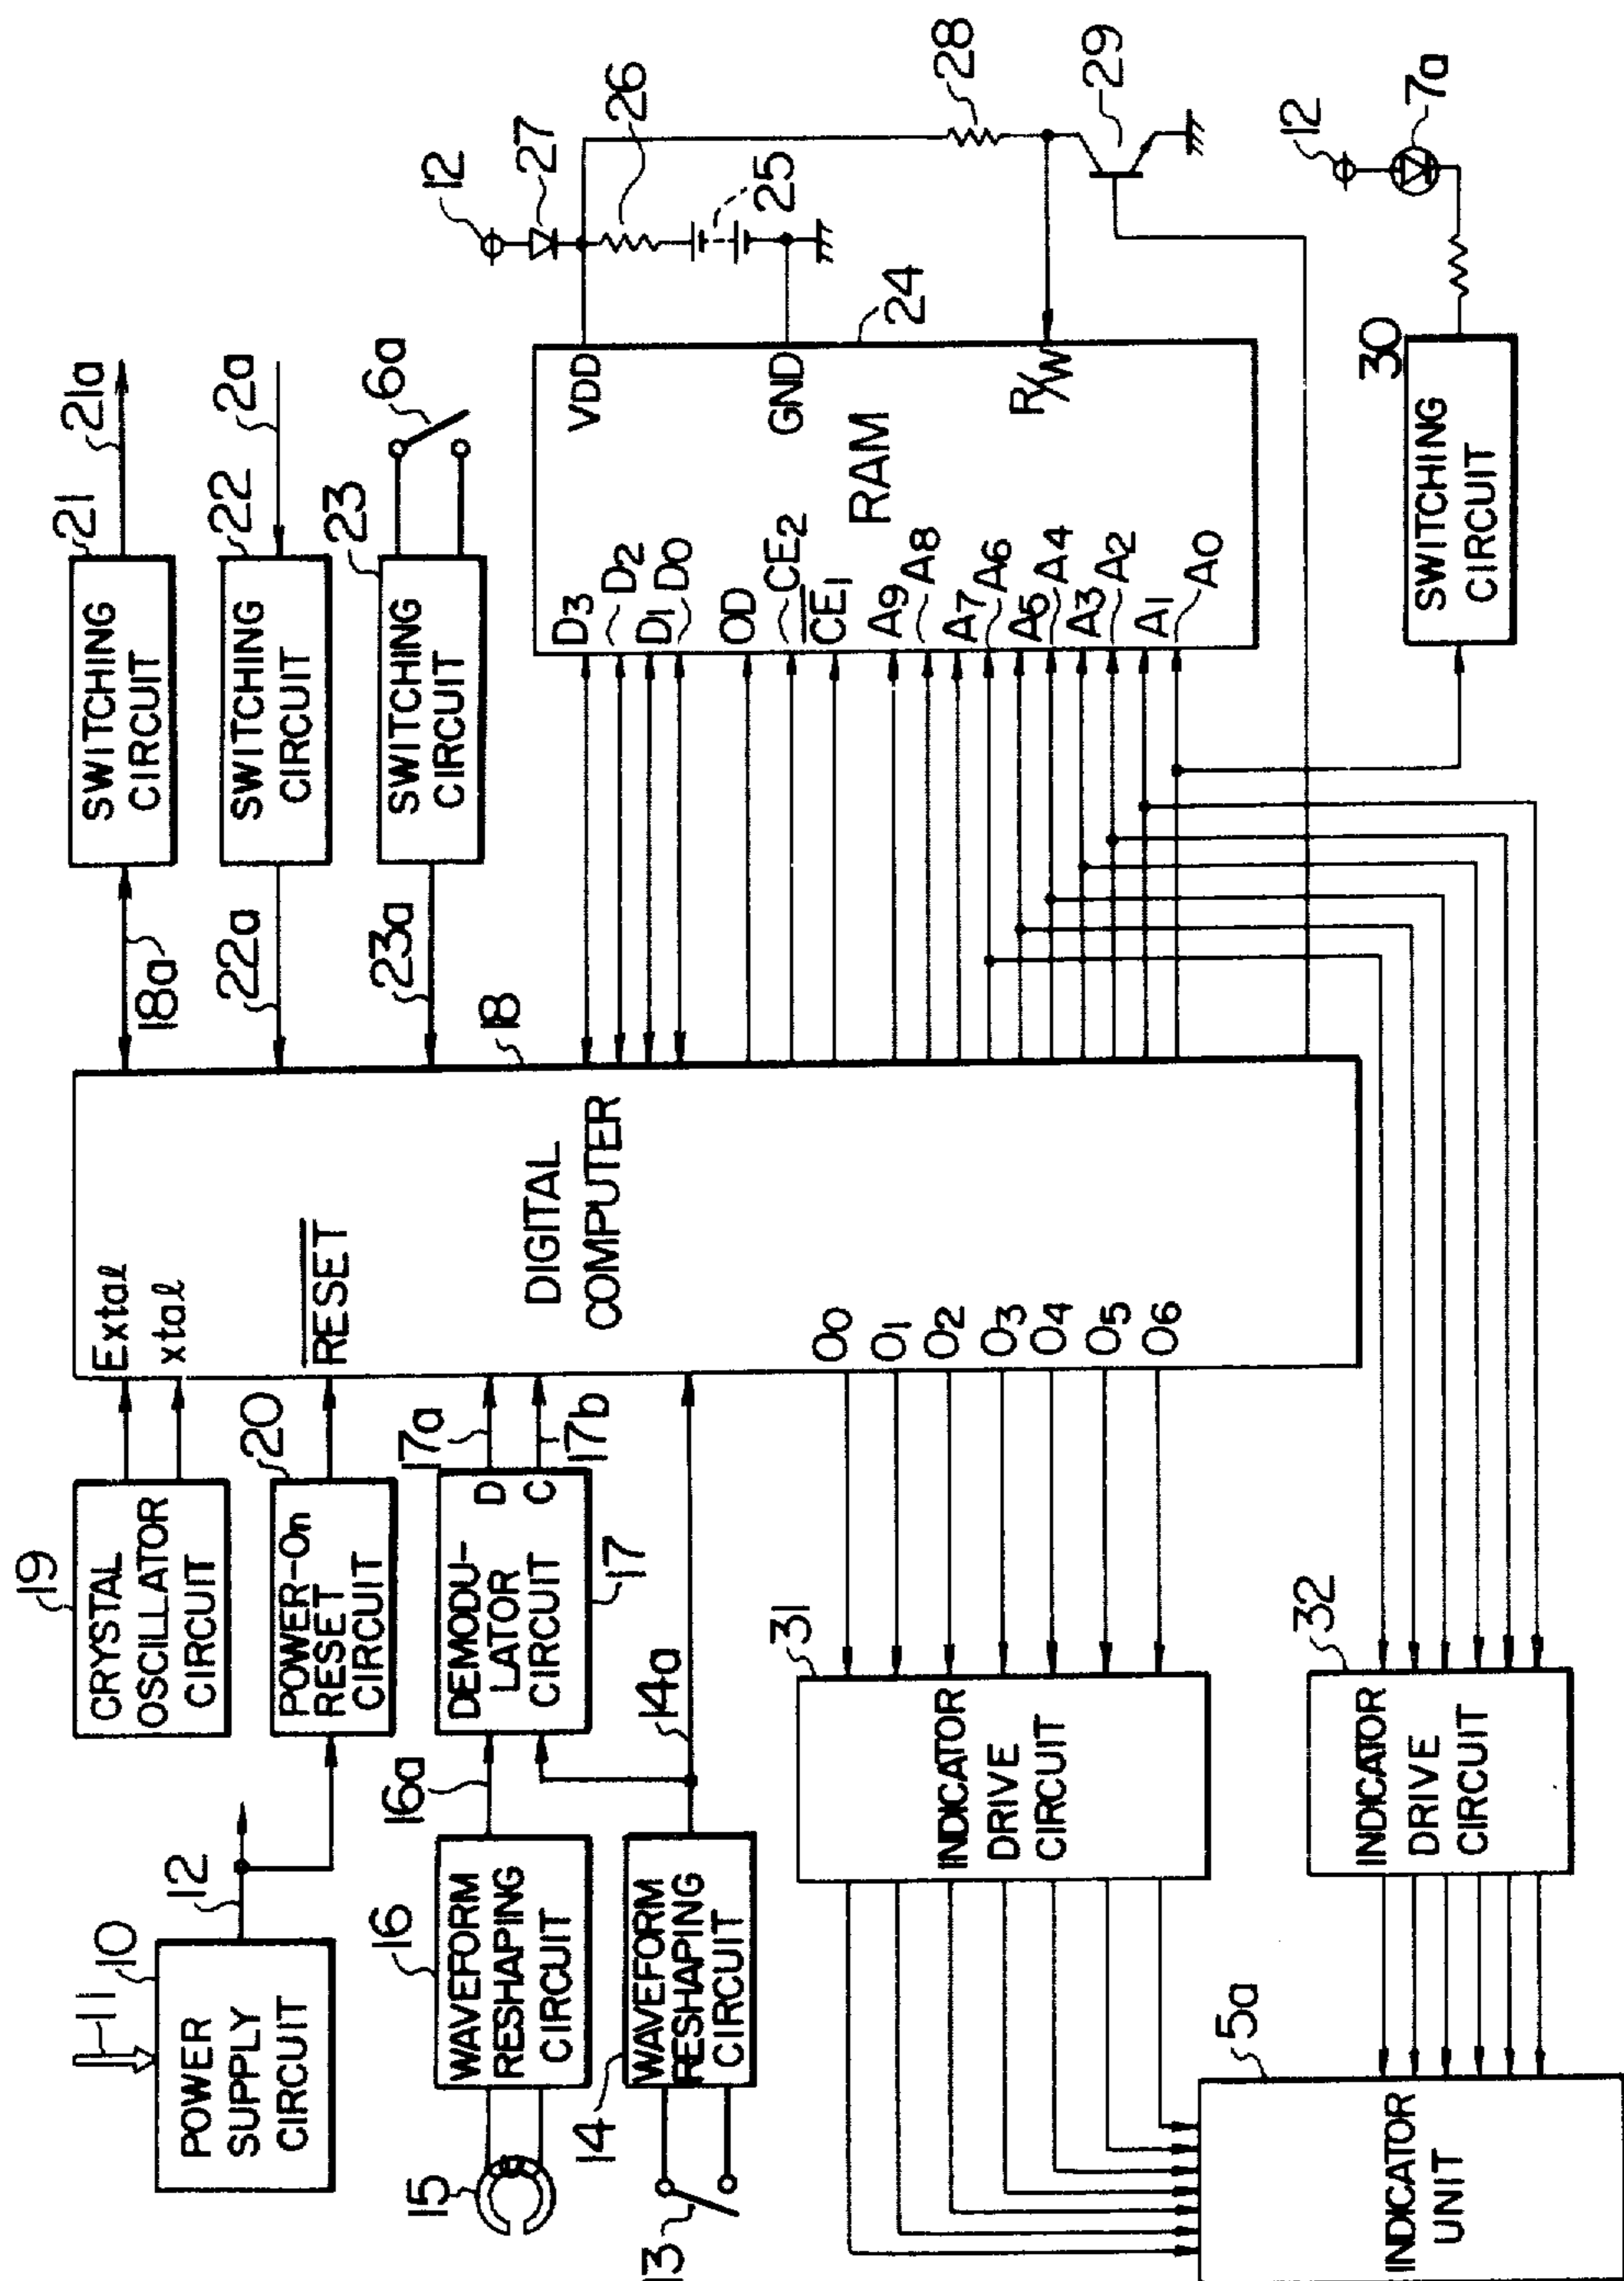 11
10
POWER
SUPPLY
CIRCUIT
12
19
CRYSTAL
OSCILLATOR
CIRCUIT
20
POWER-On
RESET
CIRCUIT
15
16
WAVEFORM
RESHAPING
CIRCUIT
16a
DEMODU-
LATOR
CIRCUIT
D
C
17
17a
17b
13
14
WAVEFORM
RESHAPING
CIRCUIT
14a
Extal
xtal
RESET
DIGITAL
COMPUTER
18
O0
O1
O2
O3
O4
O5
O6
18a
21
SWITCHING
CIRCUIT
21a
22a
22
SWITCHING
CIRCUIT
2a
23a
23
SWITCHING
CIRCUIT
6a
D3
D2
D1
D0
OD
CE2
CE1
A9
A8
A7
A6
A5
A4
A3
A2
A1
A0
RAM
VDD
GND
R/W
24
12
27
26
25
28
29
30
SWITCHING
CIRCUIT
12
7a
31
INDICATOR
DRIVE
CIRCUIT
32
INDICATOR
DRIVE
CIRCUIT
5a
INDICATOR
UNIT